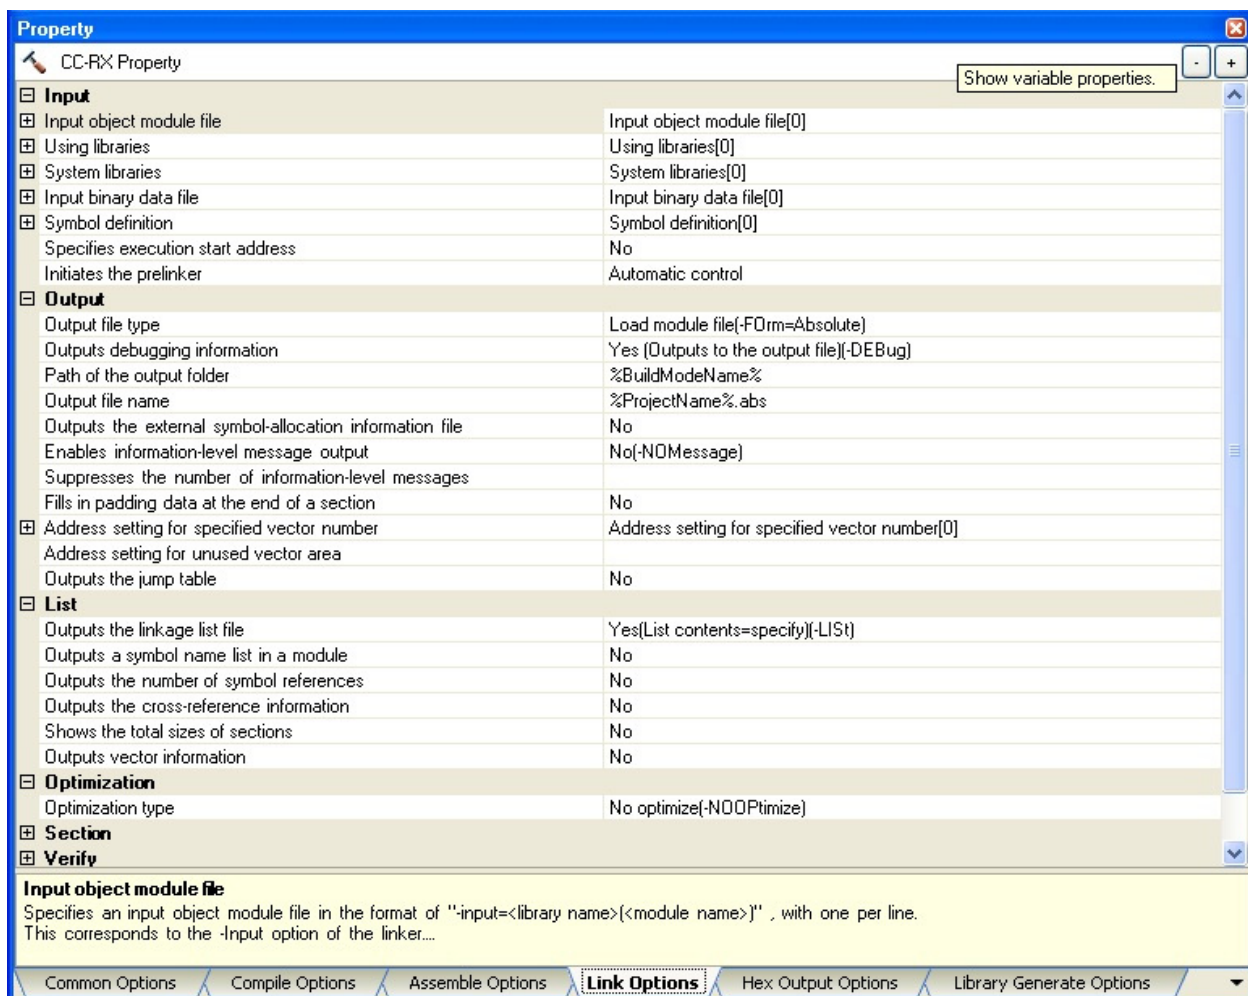 Property
CC-RX Property
- +
Show variable properties.
Input
Input object module file Input object module file[0]
Using libraries Using libraries[0]
System libraries System libraries[0]
Input binary data file Input binary data file[0]
Symbol definition Symbol definition[0]
Specifies execution start address No
Initiates the prelinker Automatic control
Output
Output file type Load module file(-FOrm=Absolute)
Outputs debugging information Yes (Outputs to the output file)(-DEBug)
Path of the output folder %BuildModeName%
Output file name %ProjectName%.abs
Outputs the external symbol-allocation information file No
Enables information-level message output No(-NOMessage)
Suppresses the number of information-level messages
Fills in padding data at the end of a section No
Address setting for specified vector number Address setting for specified vector number[0]
Address setting for unused vector area
Outputs the jump table No
List
Outputs the linkage list file Yes(List contents=specify)(-LISt)
Outputs a symbol name list in a module No
Outputs the number of symbol references No
Outputs the cross-reference information No
Shows the total sizes of sections No
Outputs vector information No
Optimization
Optimization type No optimize(-NOOPtimize)
Section
Verify
Input object module file
Specifies an input object module file in the format of "-input=<library name>(<module name>)" , with one per line.
This corresponds to the -Input option of the linker....
Common Options Compile Options Assemble Options Link Options Hex Output Options Library Generate Options